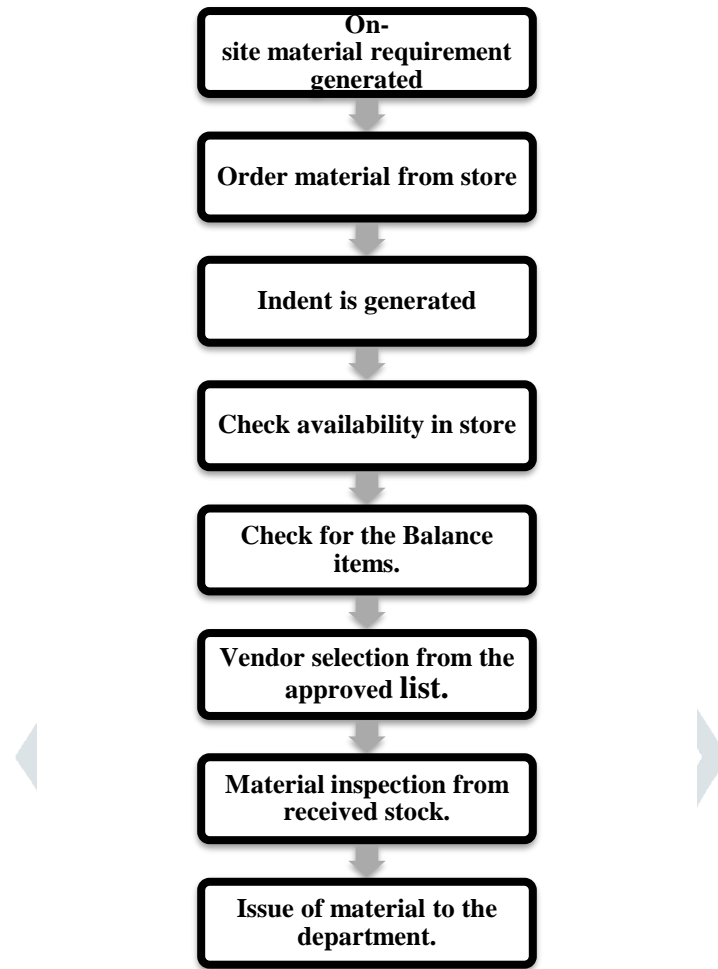 On-
site material requirement
generated
Order material from store
Indent is generated
Check availability in store
Check for the Balance
items.
Vendor selection from the
approved list.
Material inspection from
received stock.
Issue of material to the
department.